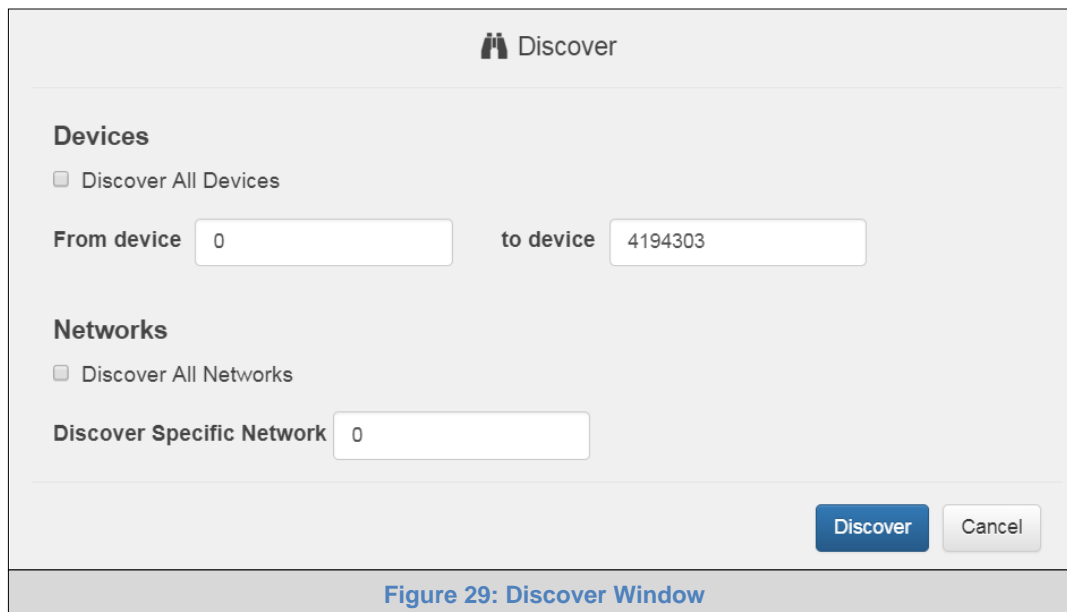 Discover
Devices
Discover All Devices
From device 0 to device 4194303
Networks
Discover All Networks
Discover Specific Network 0
Discover Cancel
Figure 29: Discover Window